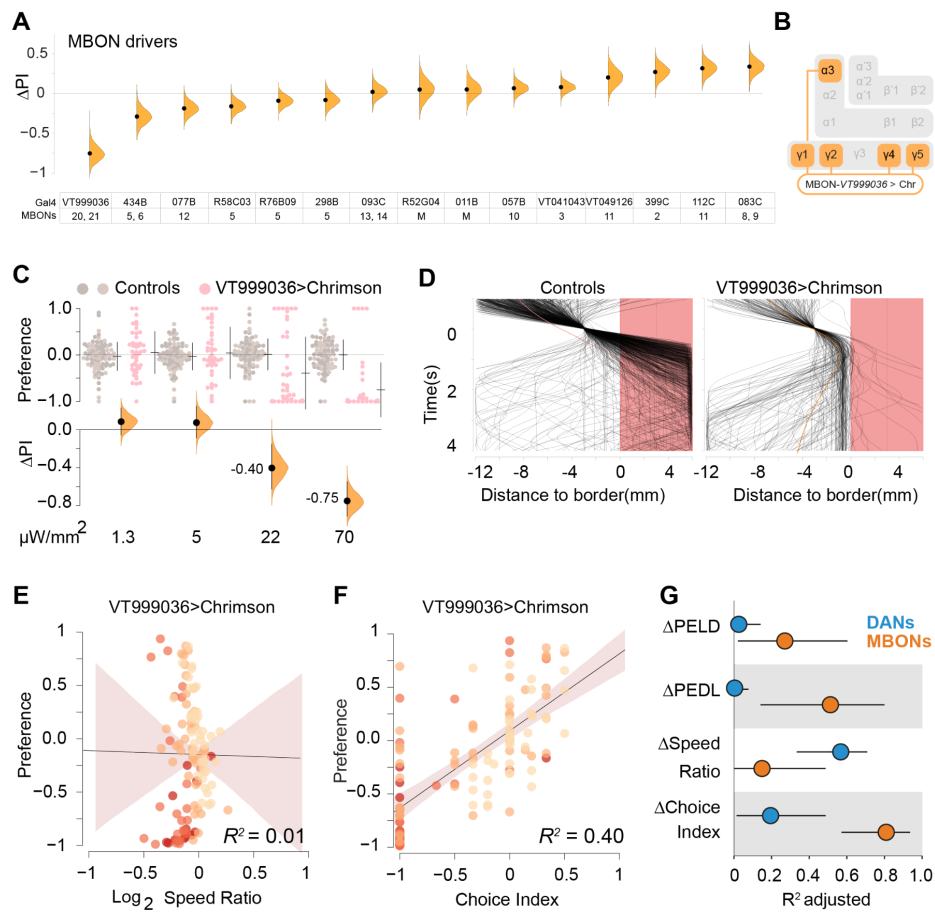 A
MBON drivers
0.5
0
−0.5
−1
ΔPI
Gal4 VT999036 434B 077B R58C03 R76B09 298B 093C R52G04 011B 057B VT041043 VT049126 399C 112C 083C
MBONs 20, 21 5, 6 12 5 5 5 13, 14 M M 10 3 11 2 11 8, 9
B
α3 α'3
α'2
α2 α'1 β'1 β'2
α1 β1 β2
γ1 γ2 γ3 γ4 γ5
MBON-VT999036 > Chr
C
Controls VT999036>Chrimson
1.0
0.0
−1.0
Preference
0.0
−0.4
−0.8
ΔPI
-0.40
-0.75
µW/mm2 1.3 5 22 70
D
Controls VT999036>Chrimson
0
2
4
Time(s)
-12 -8 -4 0 4 -12 -8 -4 0 4
Distance to border(mm) Distance to border(mm)
E
VT999036>Chrimson
1
0.5
0.0
−0.5
−1
Preference
R2 = 0.01
−1 −0.5 0 0.5 1
Log2 Speed Ratio
F
VT999036>Chrimson
1
0.5
0.0
−0.5
−1
Preference
R2 = 0.40
−1 −0.5 0 0.5 1
Choice Index
G
DANs
MBONs
ΔPELD
ΔPEDL
ΔSpeed
Ratio
ΔChoice
Index
0 0.2 0.4 0.6 0.8 1
R2 adjusted